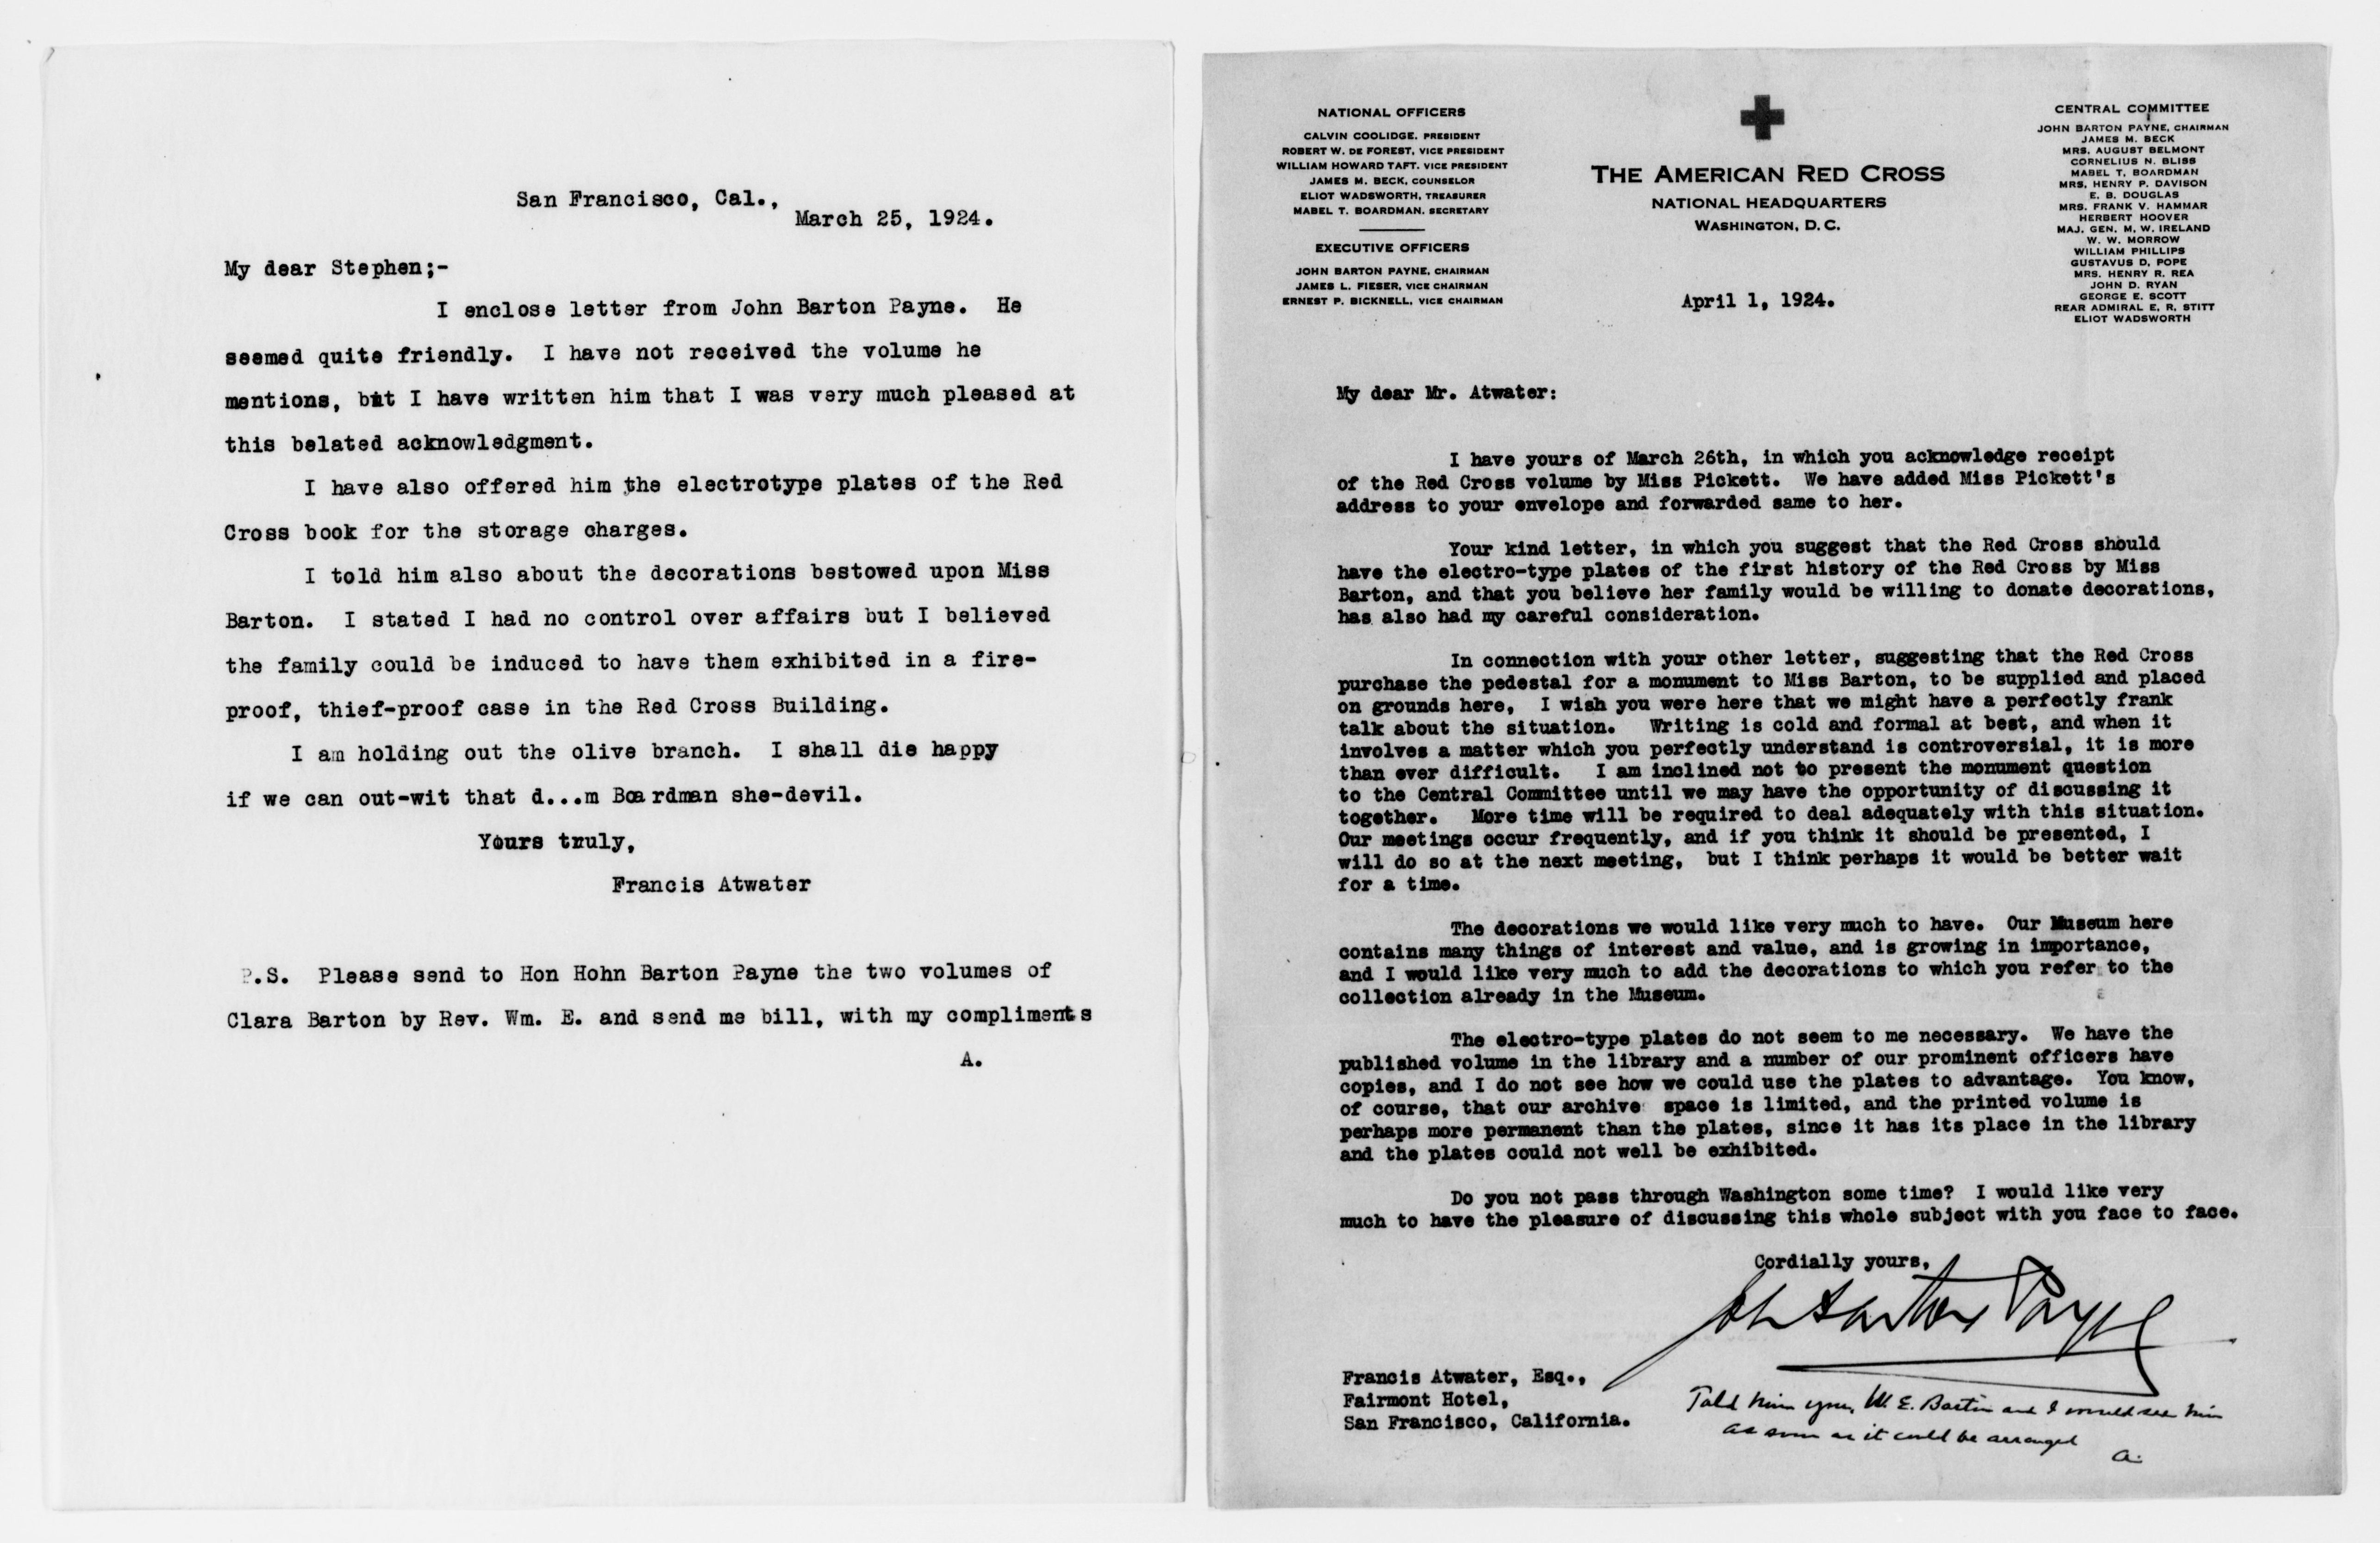 San Francisco, Cal.,
March 25, 1924.
My dear Stephen;-
I enclose letter from John Barton Payne. He
seemed quite friendly. I have not received the volume he
mentions, but I have written him that I was very much pleased at
this belated acknowledgment.
I have also offered him the electrotype plates of the Red
Cross book for the storage charges.
I told him also about the decorations bestowed upon Miss
Barton. I stated I had no control over affairs but I believed
the family could be induced to have them exhibited in a fire-
proof, thief-proof case in the Red Cross Building.
I am holding out the olive branch. I shall die happy
if we can out-wit that d...m Boardman she-devil.
Yours truly,
Francis Atwater
P.S. Please send to Hon Hohn Barton Payne the two volumes of
Clara Barton by Rev. Wm. E. and send me bill, with my compliments
A.
NATIONAL OFFICERS
CALVIN COOLIDGE, PRESIDENT
ROBERT W. DE FOREST, VICE PRESIDENT
WILLIAM HOWARD TAFT, VICE PRESIDENT
JAMES M. BECK, COUNSELOR
ELIOT WADSWORTH, TREASURER
MABEL T. BOARDMAN, SECRETARY
EXECUTIVE OFFICERS
JOHN BARTON PAYNE, CHAIRMAN
JAMES L. FIESER, VICE CHAIRMAN
ERNEST P. BICKNELL, VICE CHAIRMAN
THE AMERICAN RED CROSS
NATIONAL HEADQUARTERS
WASHINGTON, D. C.
April 1, 1924.
CENTRAL COMMITTEE
JOHN BARTON PAYNE, CHAIRMAN
JAMES M. BECK
MRS. AUGUST BELMONT
CORNELIUS N. BLISS
MABEL T. BOARDMAN
MRS. HENRY P. DAVISON
E. B. DOUGLAS
MRS. FRANK V. HAMMAR
HERBERT HOOVER
MAJ. GEN. M. W. IRELAND
W. W. MORROW
WILLIAM PHILLIPS
GUSTAVUS D. POPE
MRS. HENRY R. REA
JOHN D. RYAN
GEORGE E. SCOTT
REAR ADMIRAL E. R. STITT
ELIOT WADSWORTH
My dear Mr. Atwater:
I have yours of March 26th, in which you acknowledge receipt
of the Red Cross volume by Miss Pickett. We have added Miss Pickett's
address to your envelope and forwarded same to her.
Your kind letter, in which you suggest that the Red Cross should
have the electro-type plates of the first history of the Red Cross by Miss
Barton, and that you believe her family would be willing to donate decorations,
has also had my careful consideration.
In connection with your other letter, suggesting that the Red Cross
purchase the pedestal for a monument to Miss Barton, to be supplied and placed
on grounds here, I wish you were here that we might have a perfectly frank
talk about the situation. Writing is cold and formal at best, and when it
involves a matter which you perfectly understand is controversial, it is more
than ever difficult. I am inclined not to present the monument question
to the Central Committee until we may have the opportunity of discussing it
together. More time will be required to deal adequately with this situation.
Our meetings occur frequently, and if you think it should be presented, I
will do so at the next meeting, but I think perhaps it would be better wait
for a time.
The decorations we would like very much to have. Our Museum here
contains many things of interest and value, and is growing in importance,
and I would like very much to add the decorations to which you refer to the
collection already in the Museum.
The electro-type plates do not seem to me necessary. We have the
published volume in the library and a number of our prominent officers have
copies, and I do not see how we could use the plates to advantage. You know,
of course, that our archive space is limited, and the printed volume is
perhaps more permanent than the plates, since it has its place in the library
and the plates could not well be exhibited.
Do you not pass through Washington some time? I would like very
much to have the pleasure of discussing this whole subject with you face to face.
Cordially yours,
John Barton Payne
Francis Atwater, Esq.,
Fairmont Hotel,
San Francisco, California.
Told him you, W. E. Barton and I would see him
as soon as it could be arranged
A.